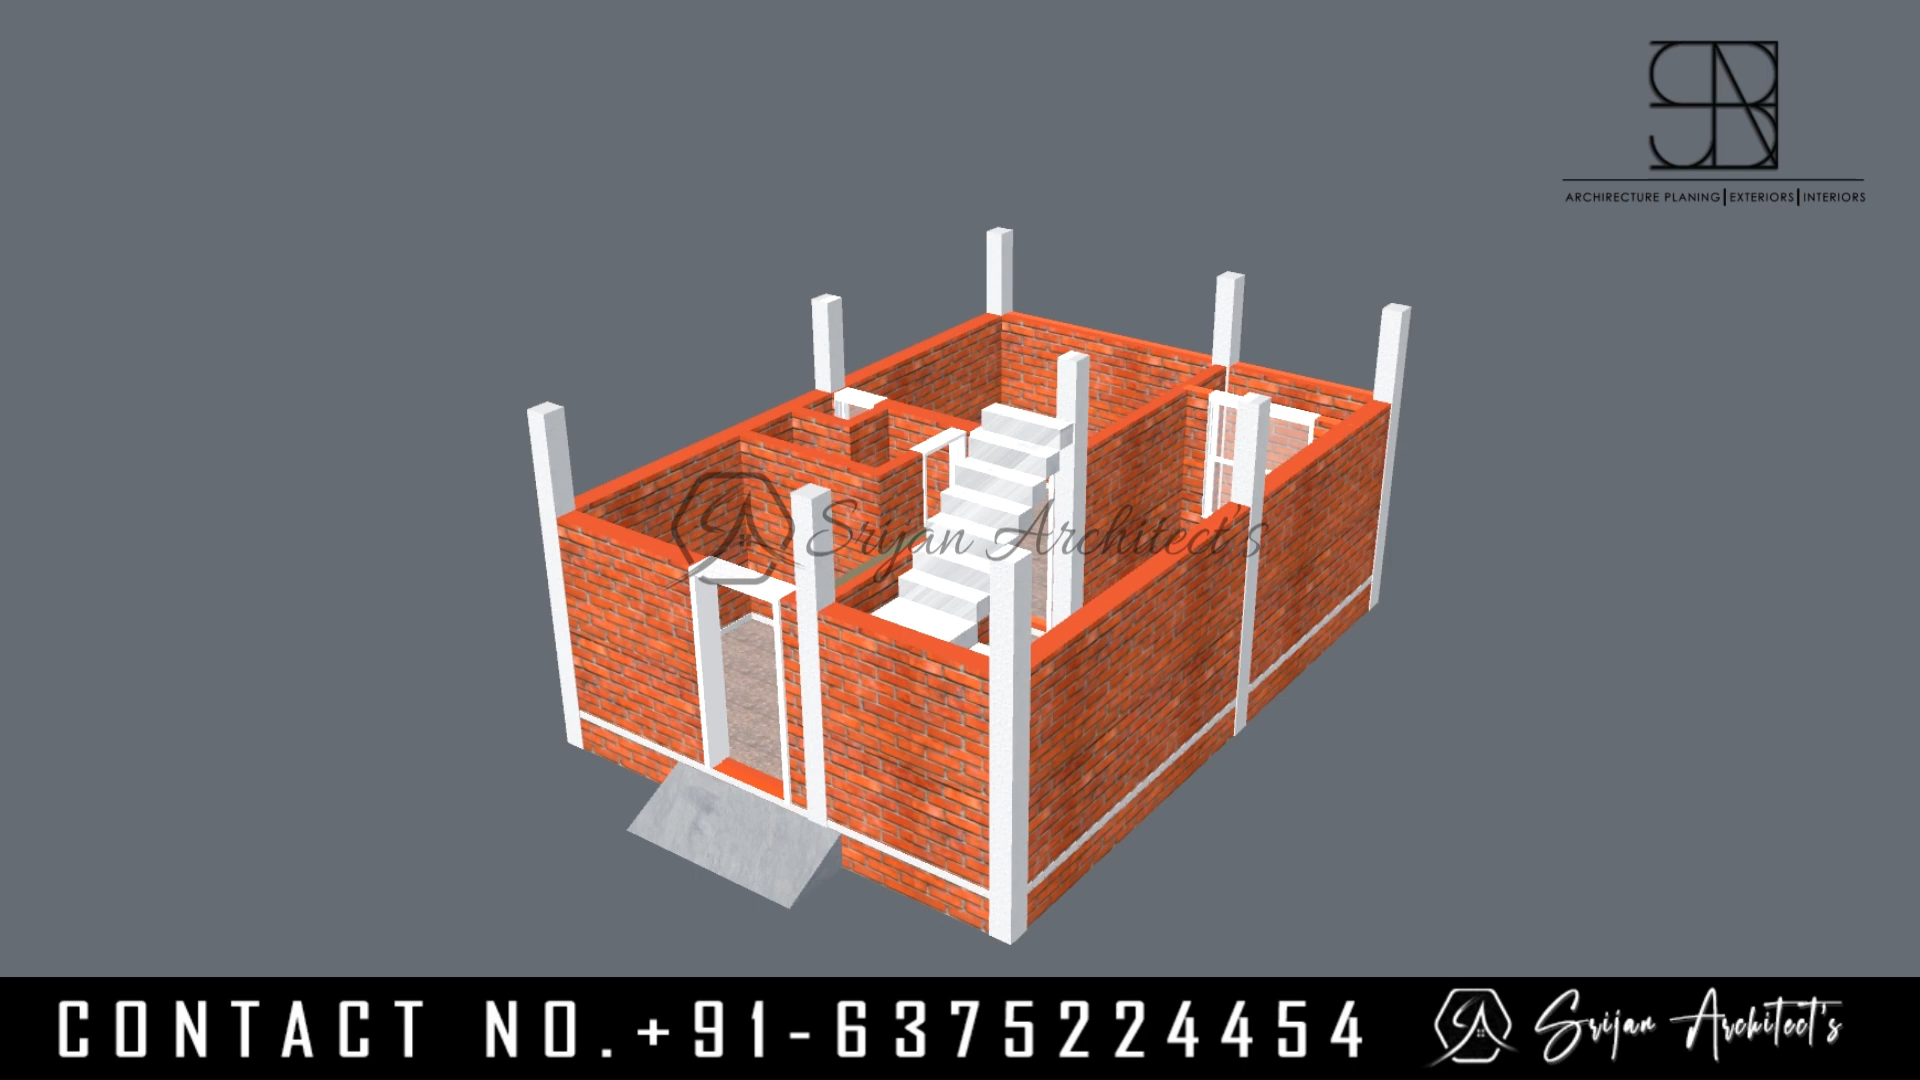 ARCHIRECTURE PLANING|EXTERIORS|INTERIORS
Srijan Architect's
CONTACT NO.+91-6375224454
Srijan Architect's